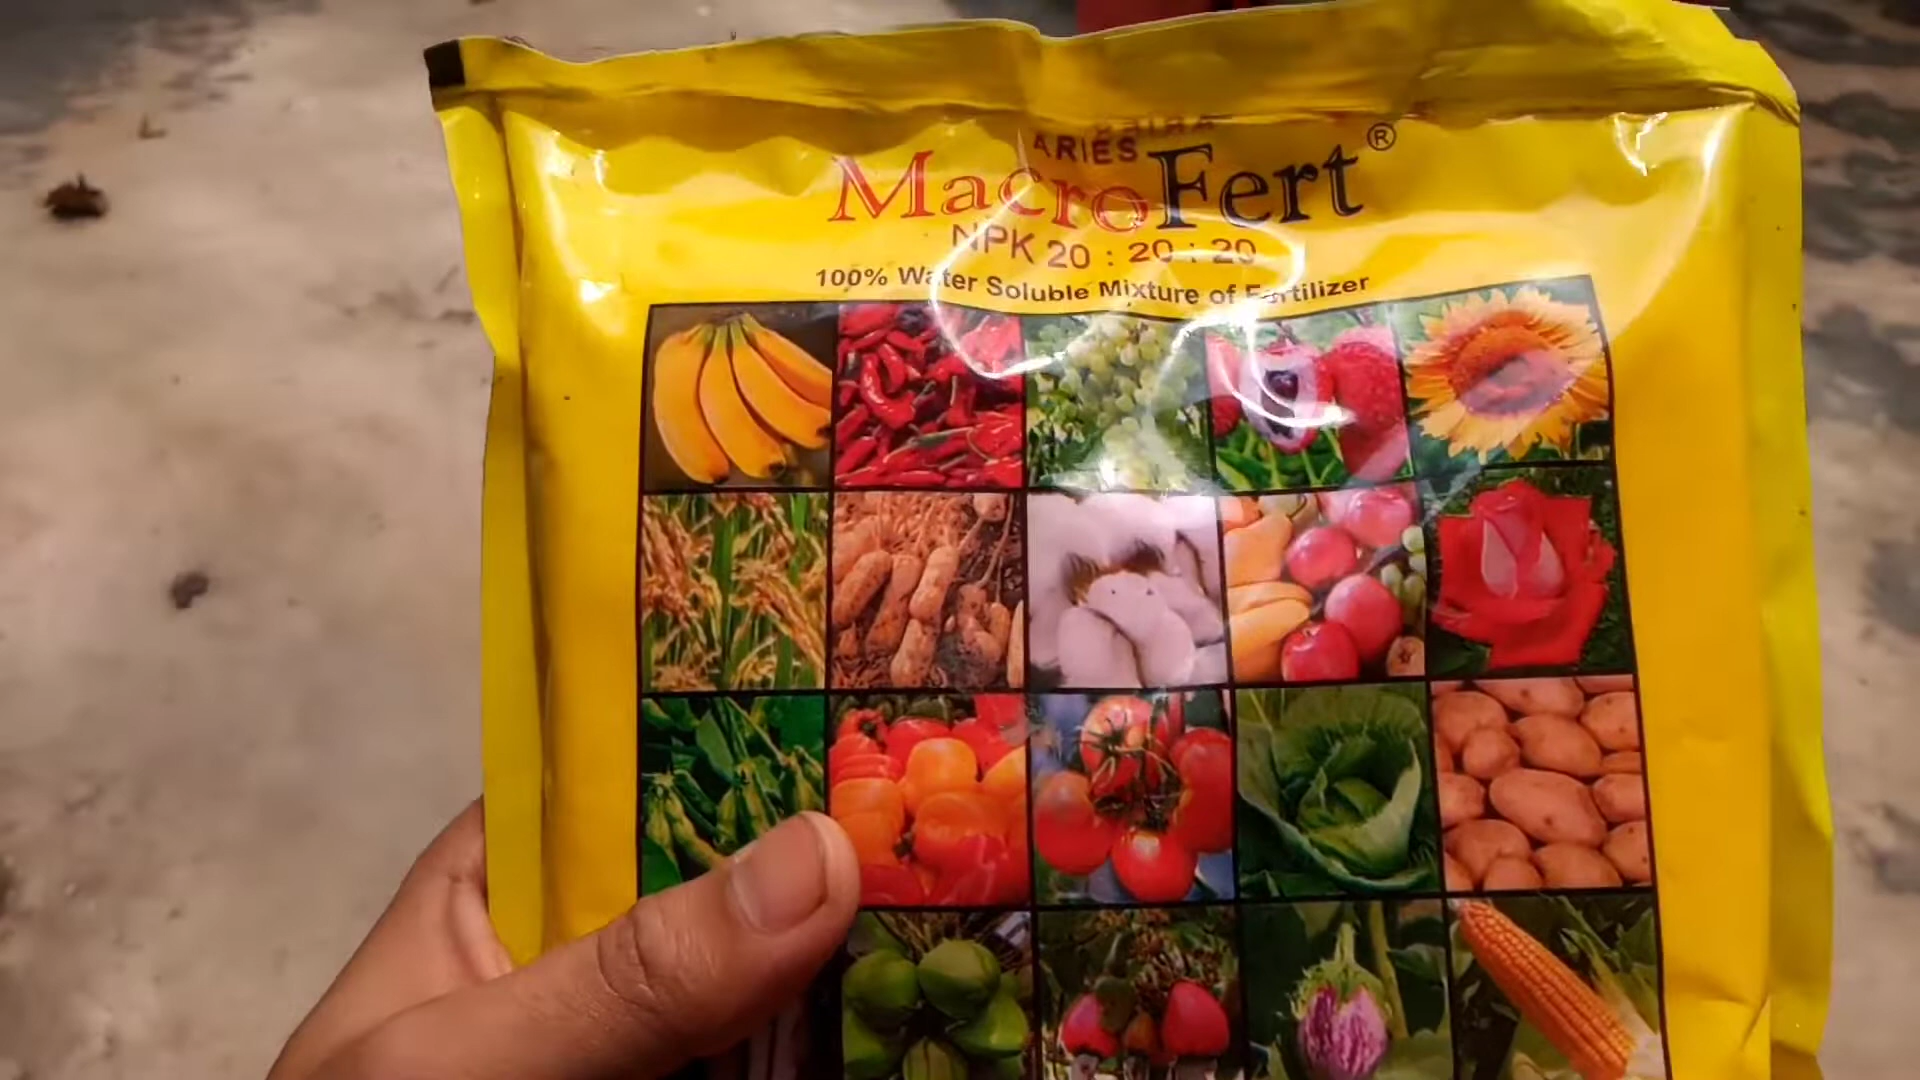 ARIES
MacroFert®
NPK 20 : 20 : 20
100% Water Soluble Mixture of Fertilizer